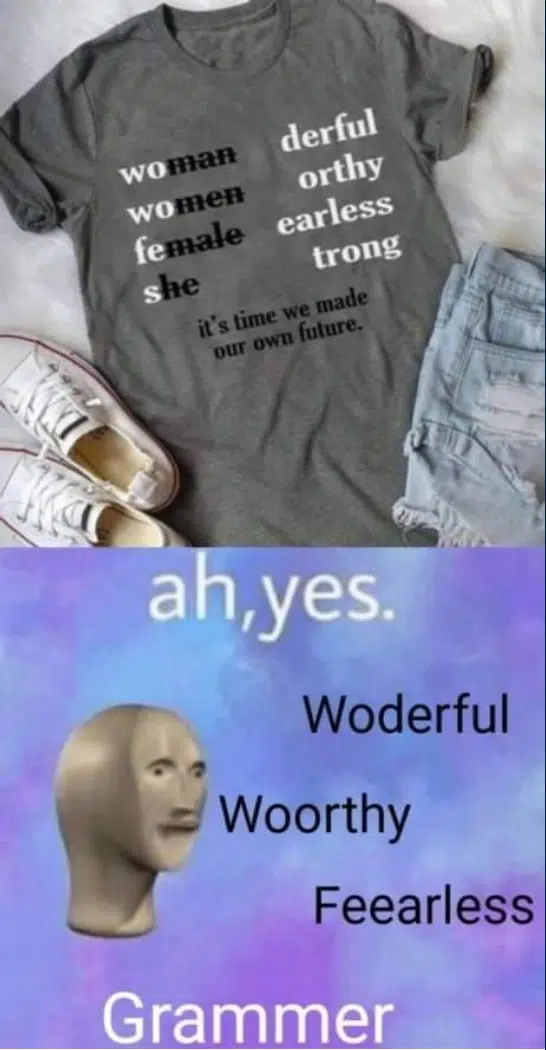 woman derful
women orthy
female earless
she trong
it's time we made
our own future.
ah,yes.
Woderful
Woorthy
Feearless
Grammer